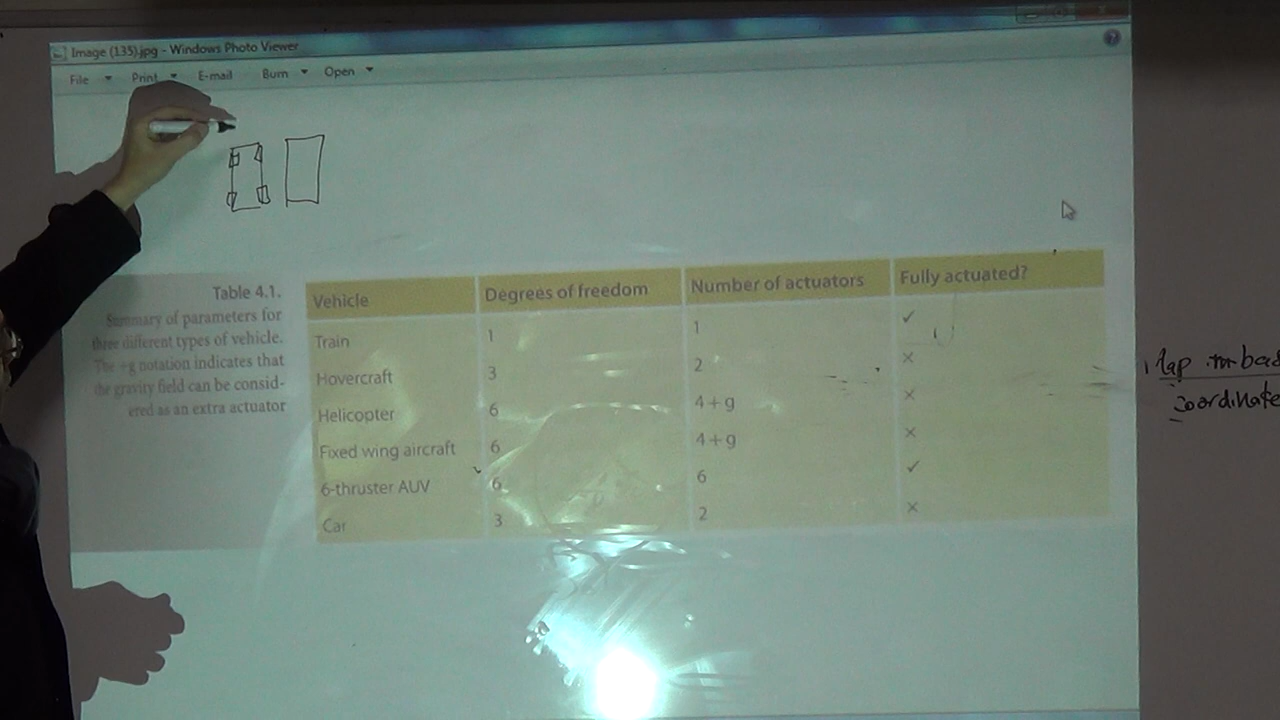 Image (135).jpg - Windows Photo Viewer
File Print E-mail Burn Open
Table 4.1.
Summary of parameters for
three different types of vehicle.
The +g notation indicates that
the gravity field can be consid-
ered as an extra actuator
Vehicle Degrees of freedom Number of actuators Fully actuated?
Train 1 1 ✓
Hovercraft 3 2 ×
Helicopter 6 4+g ×
Fixed wing aircraft 6 4+g ×
6-thruster AUV 6 6 ✓
Car 3 2 ×
coordinate